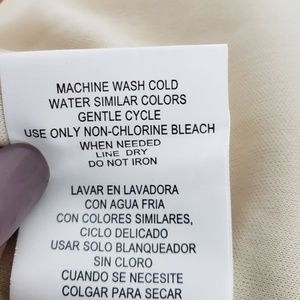 MACHINE WASH COLD
WATER SIMILAR COLORS
GENTLE CYCLE
USE ONLY NON-CHLORINE BLEACH
WHEN NEEDED
LINE DRY
DO NOT IRON
LAVAR EN LAVADORA
CON AGUA FRIA
CON COLORES SIMILARES,
CICLO DELICADO
USAR SOLO BLANQUEADOR
SIN CLORO
CUANDO SE NECESITE
COLGAR PARA SECAR